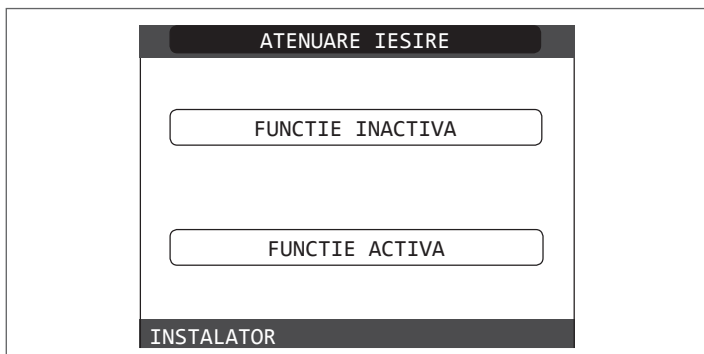 ATENUARE IESIRE
FUNCTIE INACTIVA
FUNCTIE ACTIVA
INSTALATOR